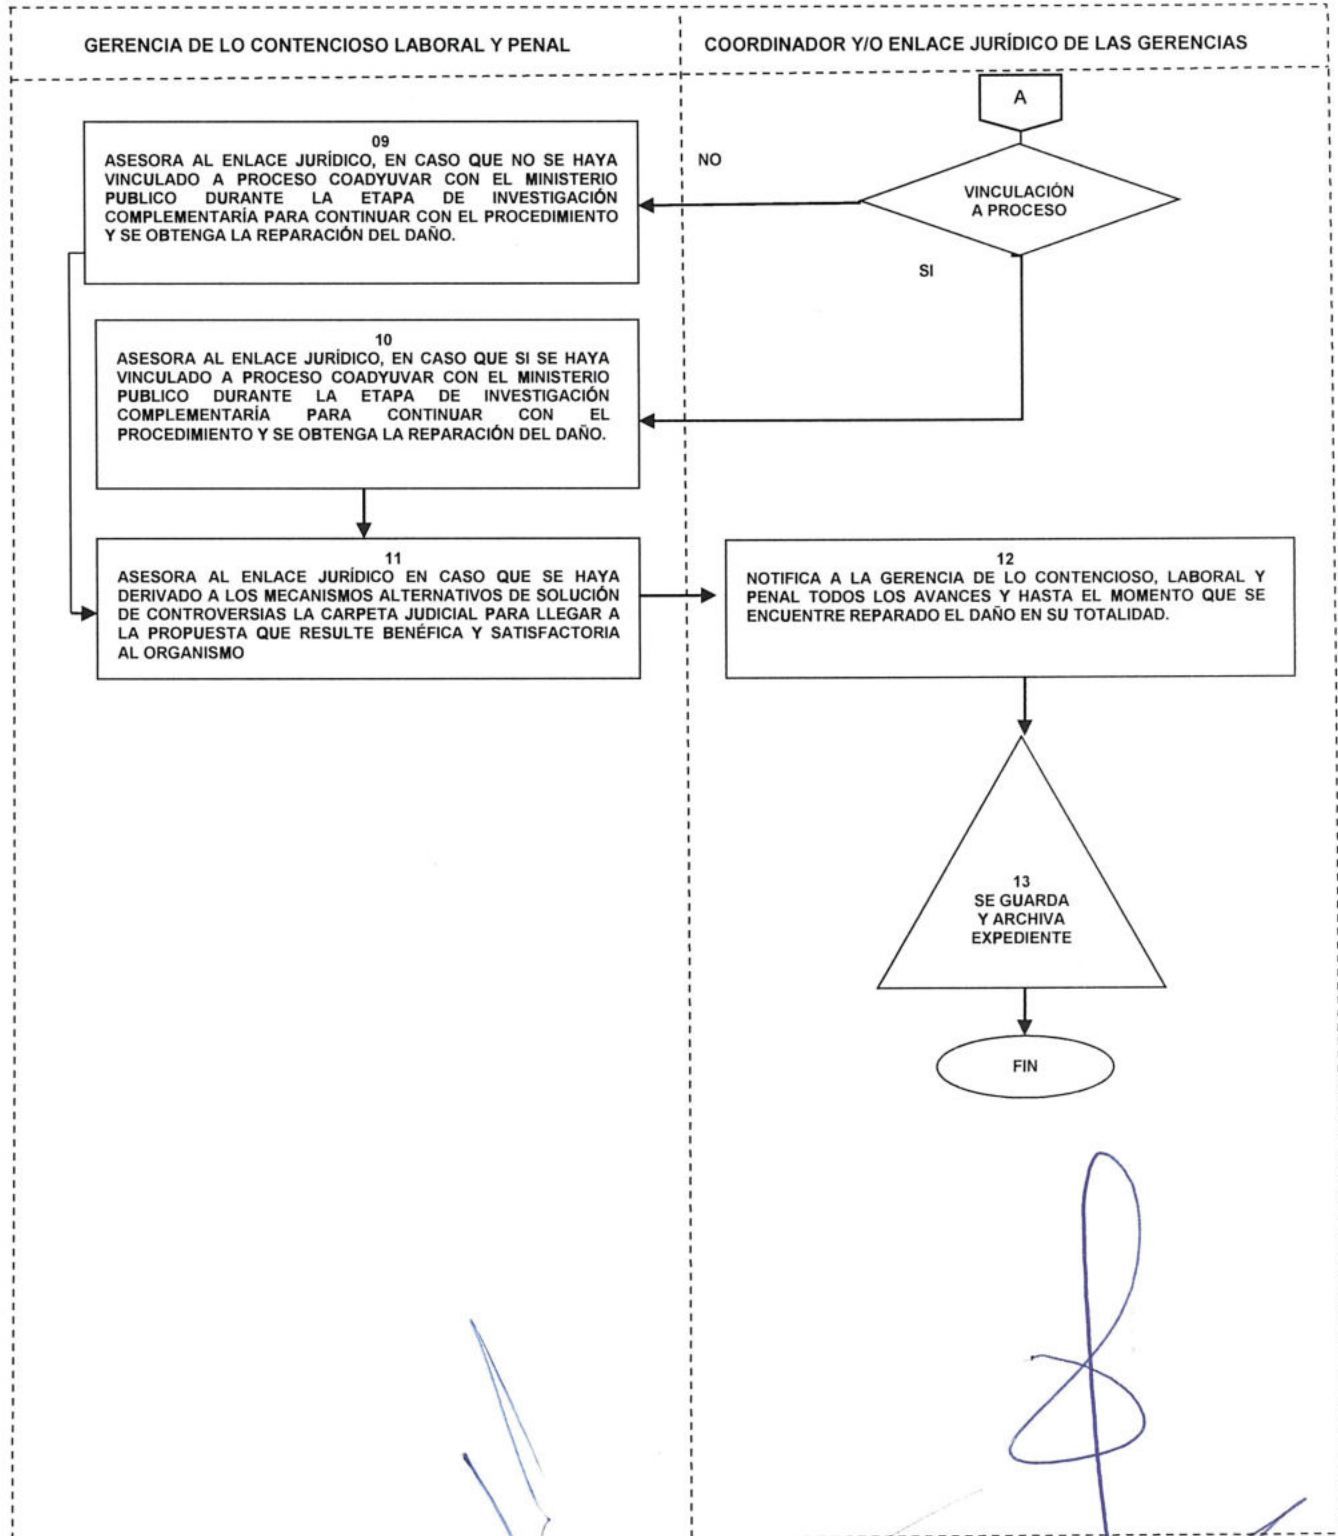 GERENCIA DE LO CONTENCIOSO LABORAL Y PENAL
COORDINADOR Y/O ENLACE JURÍDICO DE LAS GERENCIAS
A
VINCULACIÓN
A PROCESO
NO
SI
09
ASESORA AL ENLACE JURÍDICO, EN CASO QUE NO SE HAYA
VINCULADO A PROCESO COADYUVAR CON EL MINISTERIO
PUBLICO DURANTE LA ETAPA DE INVESTIGACIÓN
COMPLEMENTARÍA PARA CONTINUAR CON EL PROCEDIMIENTO
Y SE OBTENGA LA REPARACIÓN DEL DAÑO.
10
ASESORA AL ENLACE JURÍDICO, EN CASO QUE SI SE HAYA
VINCULADO A PROCESO COADYUVAR CON EL MINISTERIO
PUBLICO DURANTE LA ETAPA DE INVESTIGACIÓN
COMPLEMENTARÍA PARA CONTINUAR CON EL
PROCEDIMIENTO Y SE OBTENGA LA REPARACIÓN DEL DAÑO.
11
ASESORA AL ENLACE JURÍDICO EN CASO QUE SE HAYA
DERIVADO A LOS MECANISMOS ALTERNATIVOS DE SOLUCIÓN
DE CONTROVERSIAS LA CARPETA JUDICIAL PARA LLEGAR A
LA PROPUESTA QUE RESULTE BENÉFICA Y SATISFACTORIA
AL ORGANISMO
12
NOTIFICA A LA GERENCIA DE LO CONTENCIOSO, LABORAL Y
PENAL TODOS LOS AVANCES Y HASTA EL MOMENTO QUE SE
ENCUENTRE REPARADO EL DAÑO EN SU TOTALIDAD.
13
SE GUARDA
Y ARCHIVA
EXPEDIENTE
FIN